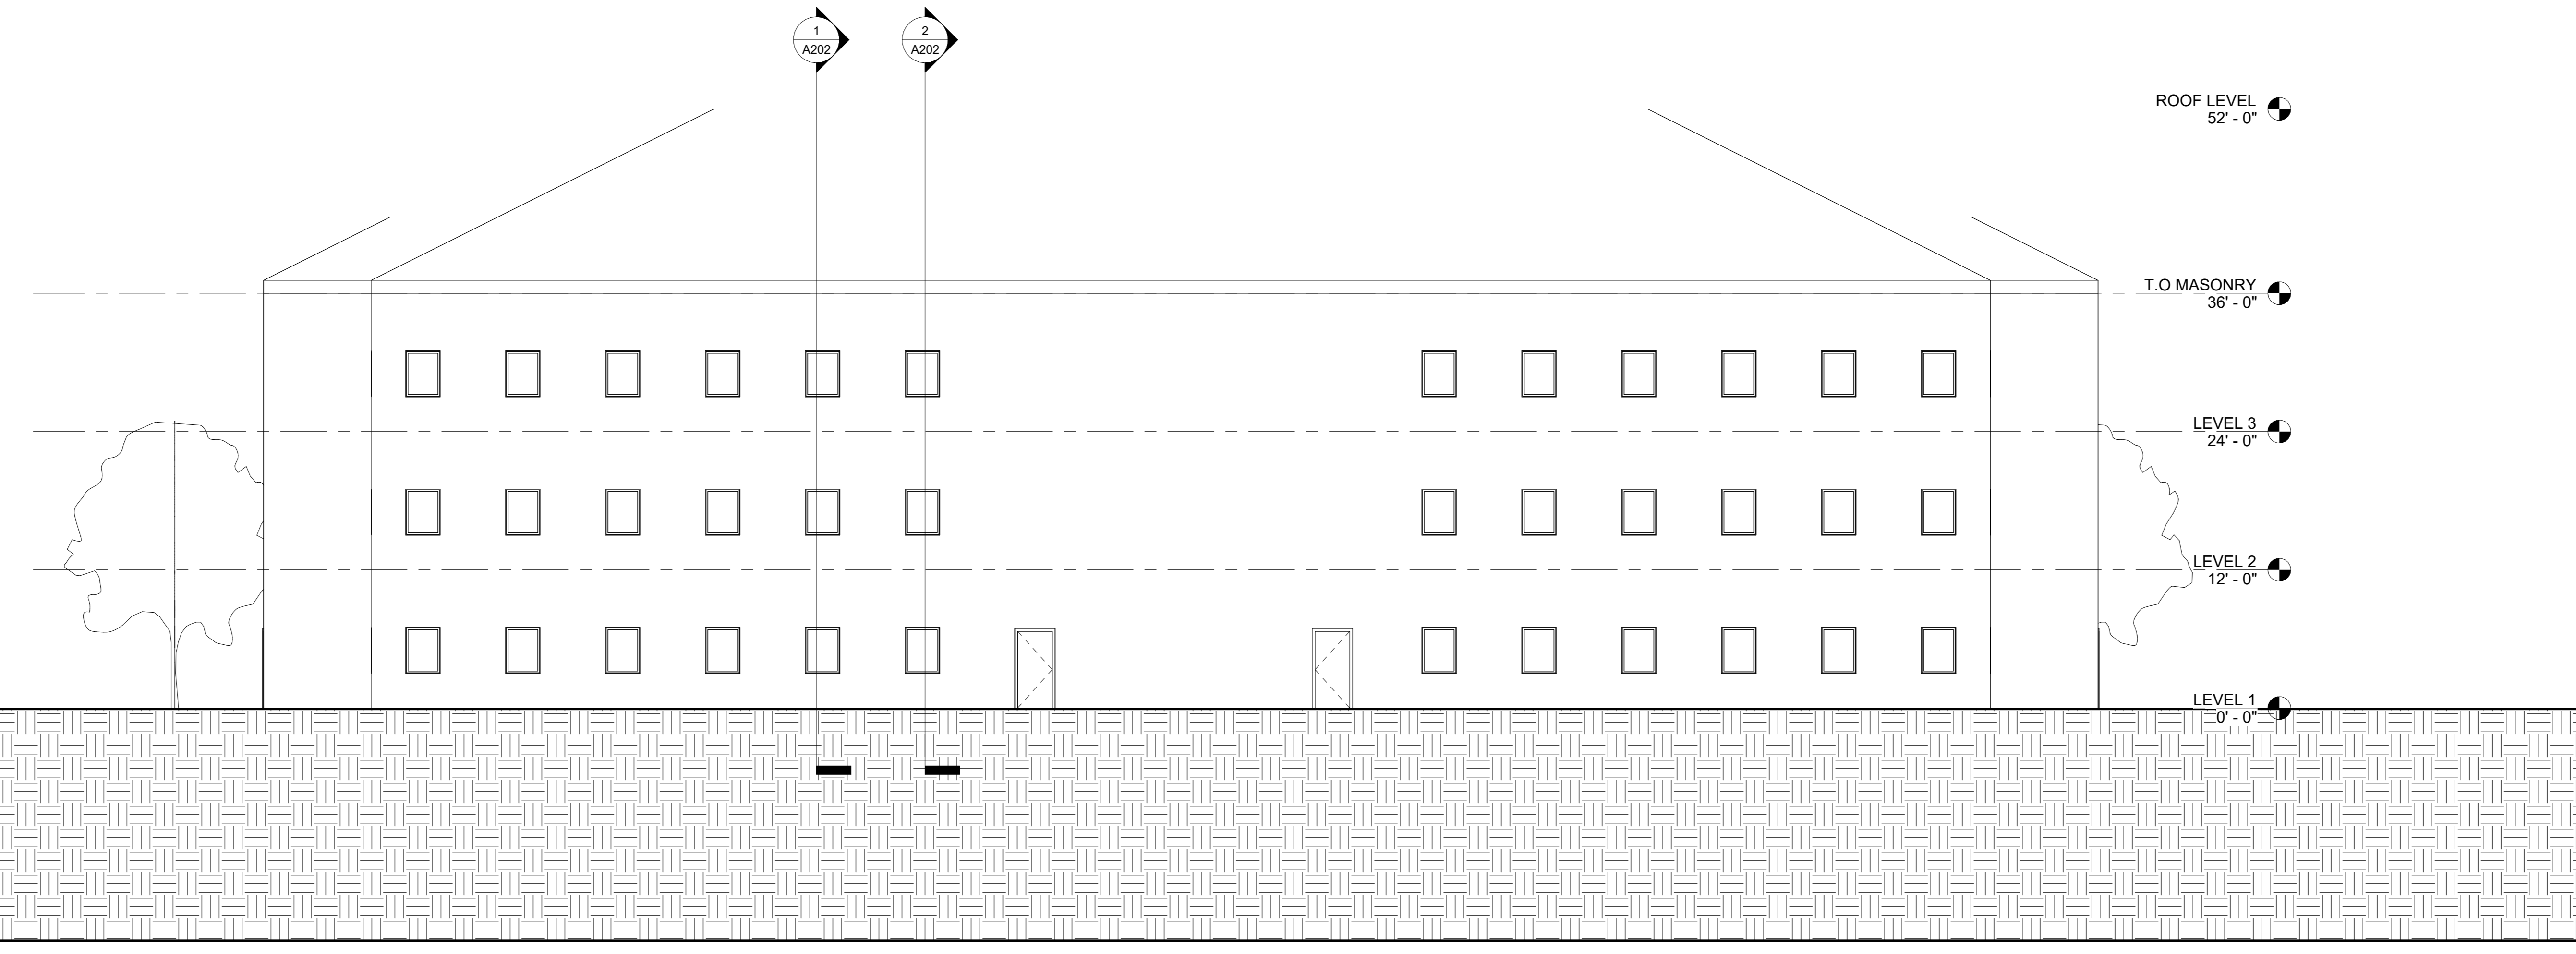 1
A202
2
A202
ROOF LEVEL
52' - 0"
T.O MASONRY
36' - 0"
LEVEL 3
24' - 0"
LEVEL 2
12' - 0"
LEVEL 1
0' - 0"